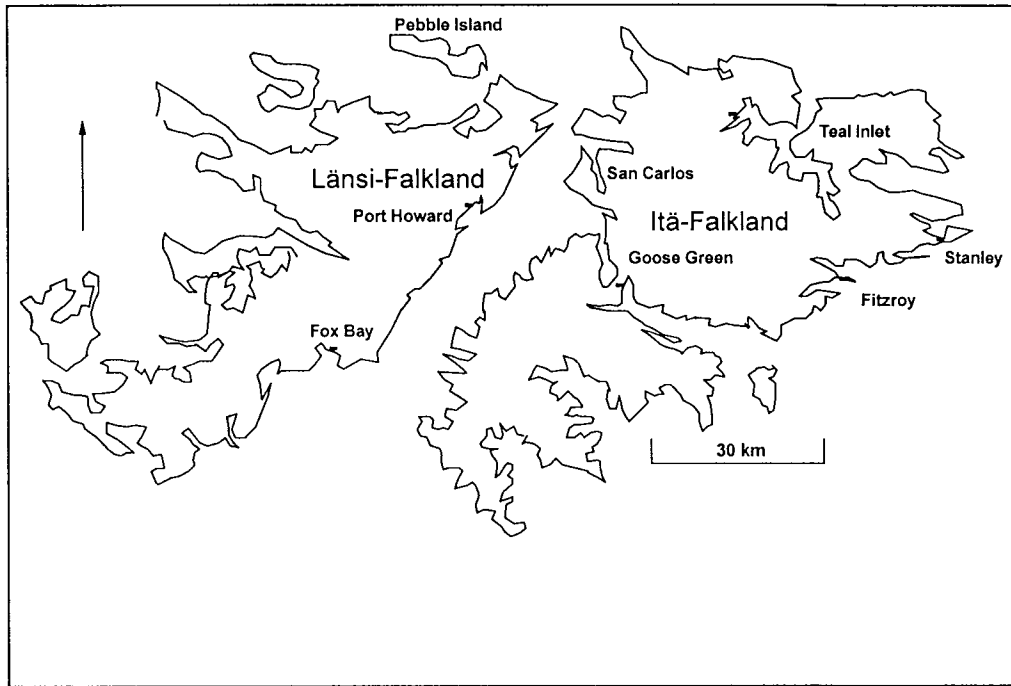 Pebble Island
Teal Inlet
Länsi-Falkland
San Carlos
Port Howard
Itä-Falkland
Goose Green
Stanley
Fitzroy
Fox Bay
30 km